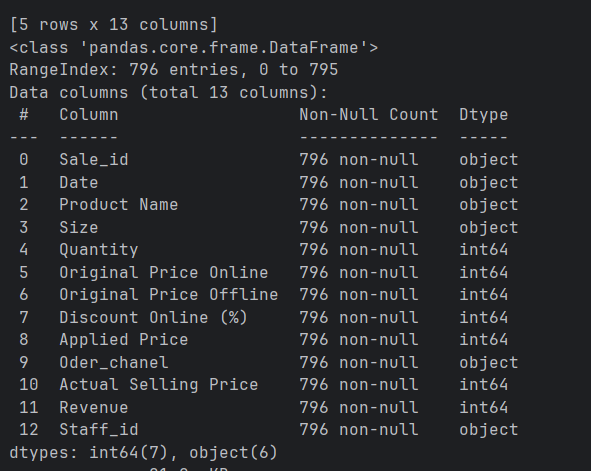 [5 rows x 13 columns]
<class 'pandas.core.frame.DataFrame'>
RangeIndex: 796 entries, 0 to 795
Data columns (total 13 columns):
 #   Column                  Non-Null Count  Dtype
---  ------                  --------------  -----
 0   Sale_id                 796 non-null    object
 1   Date                    796 non-null    object
 2   Product Name            796 non-null    object
 3   Size                    796 non-null    object
 4   Quantity                796 non-null    int64
 5   Original Price Online   796 non-null    int64
 6   Original Price Offline  796 non-null    int64
 7   Discount Online (%)     796 non-null    int64
 8   Applied Price           796 non-null    int64
 9   Oder_chanel             796 non-null    object
 10  Actual Selling Price    796 non-null    int64
 11  Revenue                 796 non-null    int64
 12  Staff_id                796 non-null    object
dtypes: int64(7), object(6)